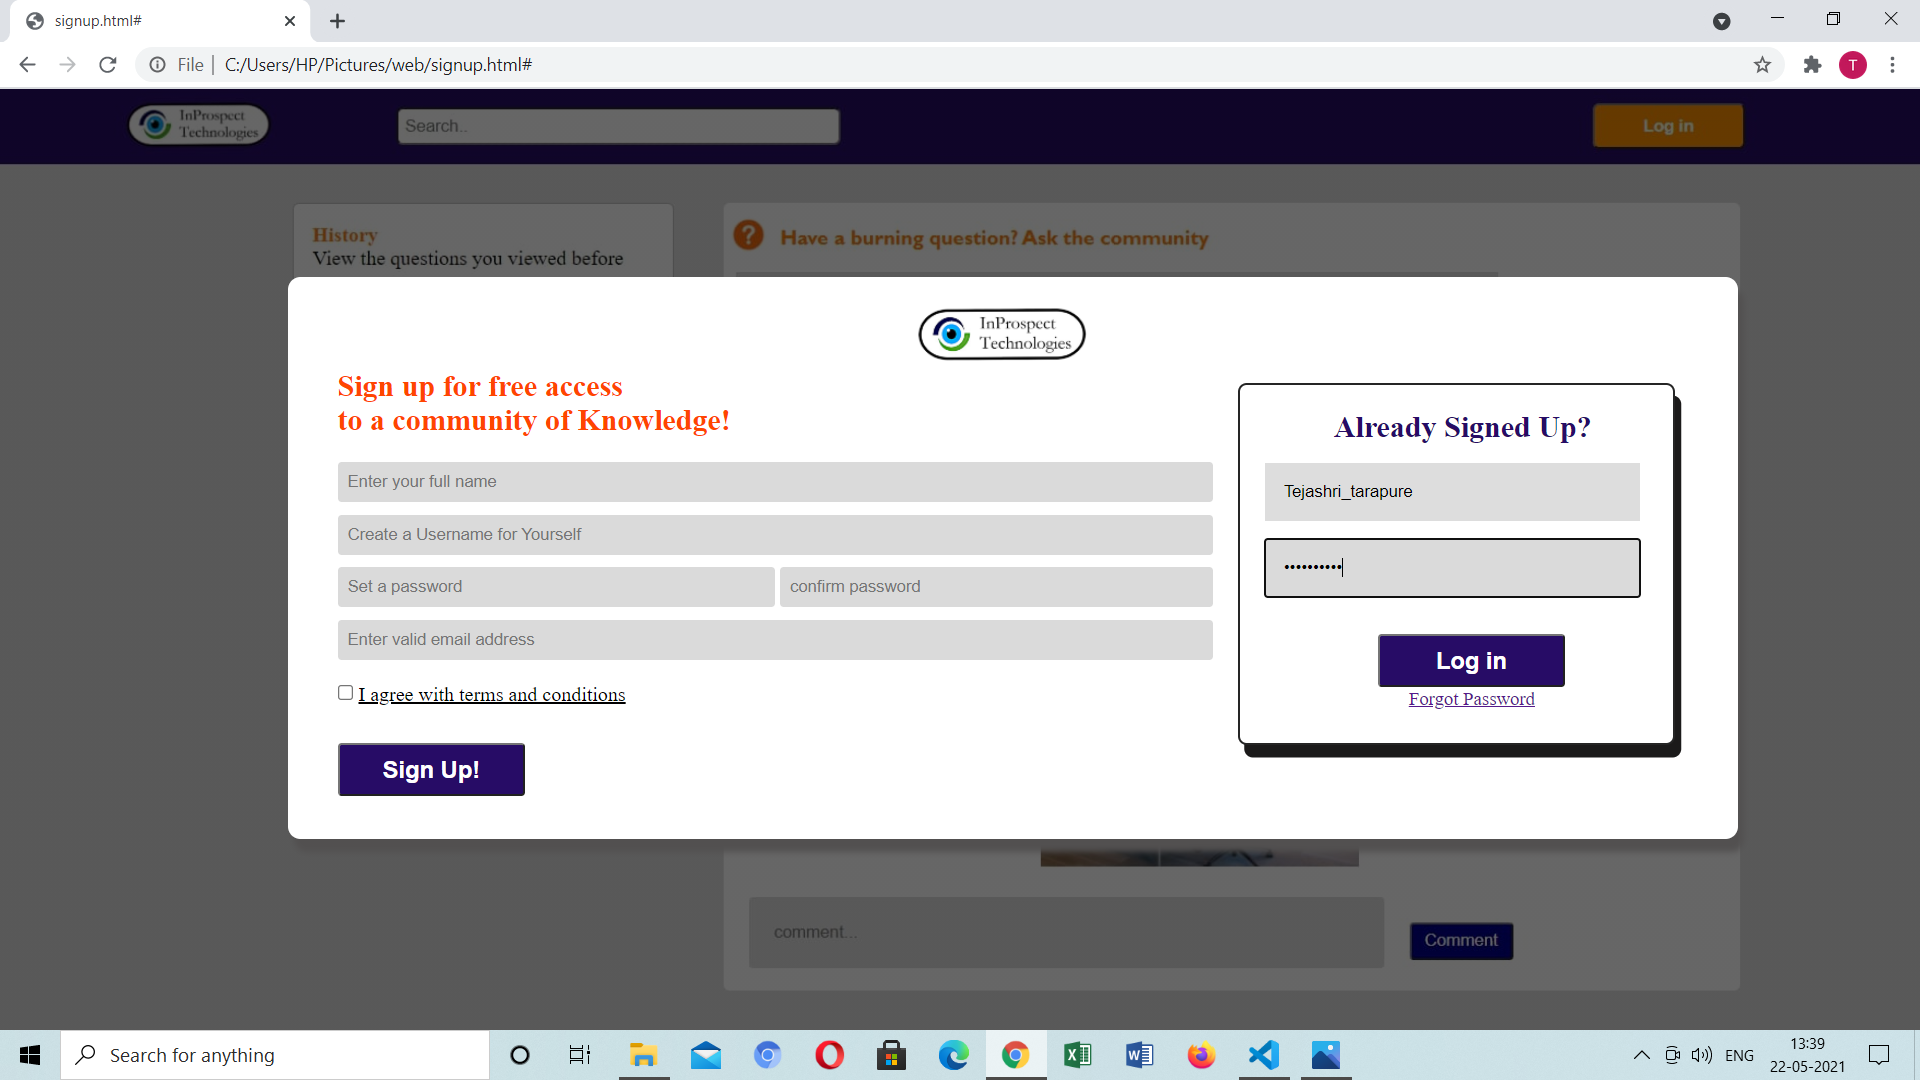 signup.html#
File
C:/Users/HP/Pictures/web/signup.html#
T
InProspect
Technologies
Search..
Log in
History
View the questions you viewed before
? Have a burning question? Ask the community
InProspect
Technologies
Sign up for free access
to a community of Knowledge!
Enter your full name
Create a Username for Yourself
Set a password
confirm password
Enter valid email address
I agree with terms and conditions
Sign Up!
Already Signed Up?
Tejashri_tarapure
••••••••••
Log in
Forgot Password
comment...
Comment
Search for anything
ENG
13:39
22-05-2021